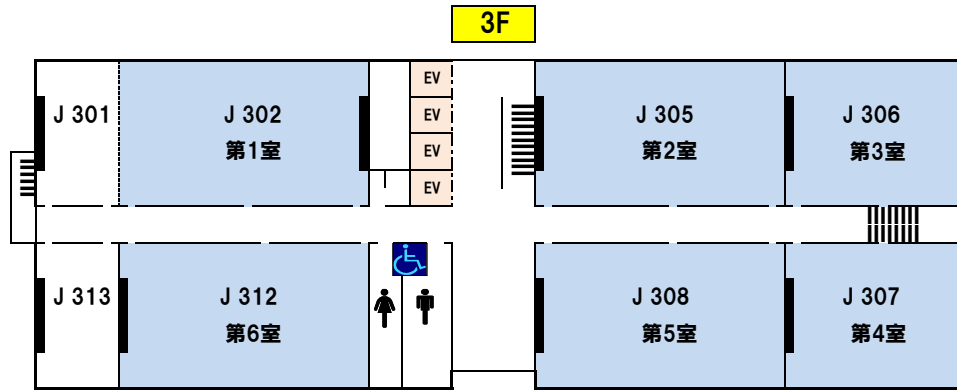 3F
J 301
J 302
第1室
EV
EV
EV
EV
J 305
第2室
J 306
第3室
J 313
J 312
第6室
J 308
第5室
J 307
第4室